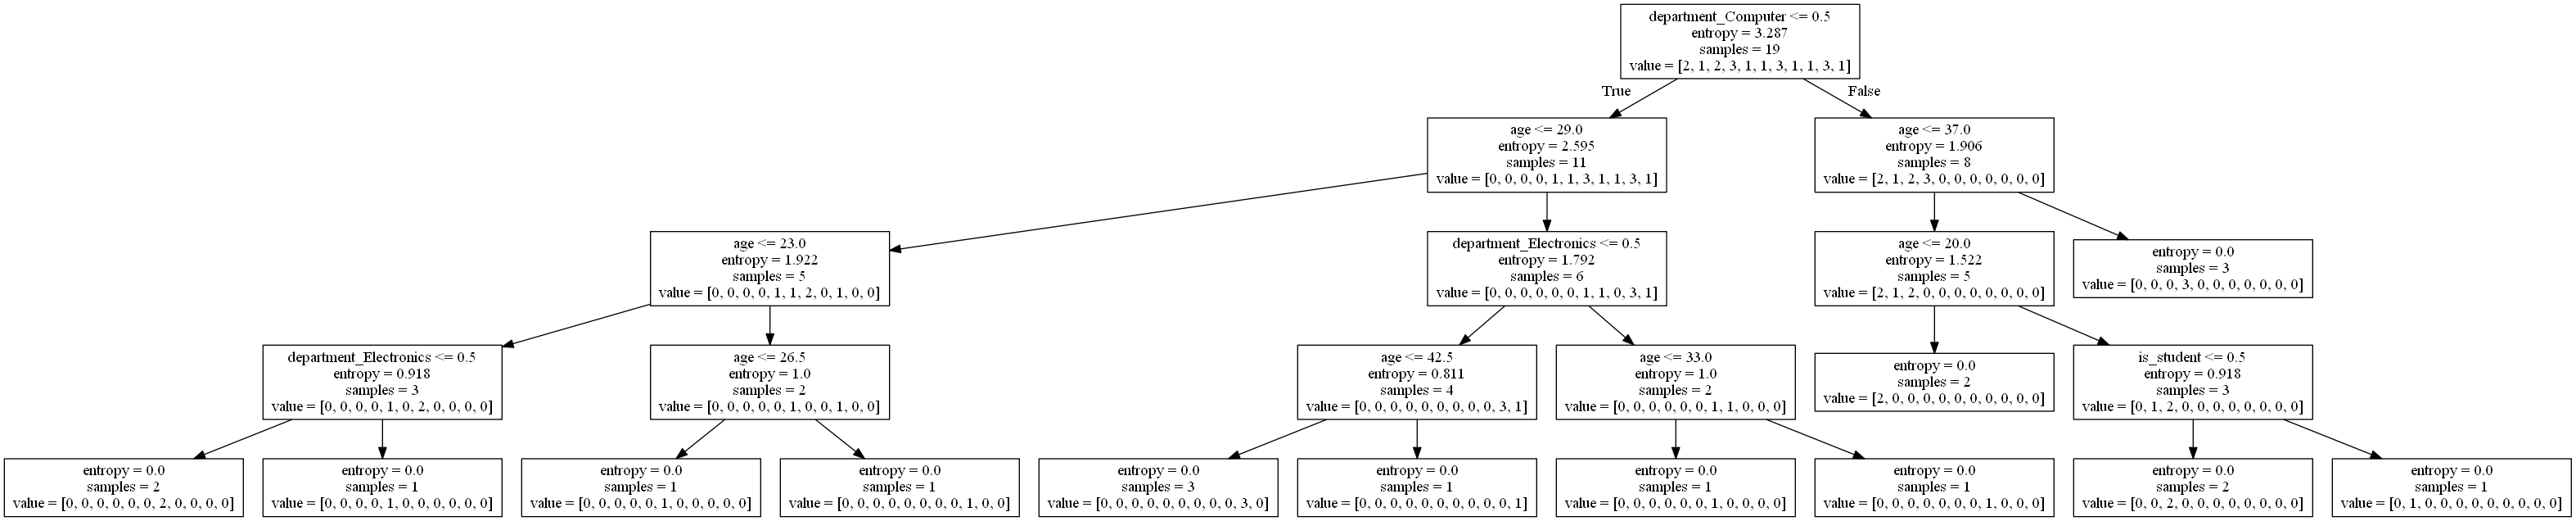 department_Computer <= 0.5
entropy = 3.287
samples = 19
value = [2, 1, 2, 3, 1, 1, 3, 1, 1, 3, 1]
True
False
age <= 29.0
entropy = 2.595
samples = 11
value = [0, 0, 0, 0, 1, 1, 3, 1, 1, 3, 1]
age <= 37.0
entropy = 1.906
samples = 8
value = [2, 1, 2, 3, 0, 0, 0, 0, 0, 0, 0]
age <= 23.0
entropy = 1.922
samples = 5
value = [0, 0, 0, 0, 1, 1, 2, 0, 1, 0, 0]
department_Electronics <= 0.5
entropy = 1.792
samples = 6
value = [0, 0, 0, 0, 0, 0, 1, 1, 0, 3, 1]
age <= 20.0
entropy = 1.522
samples = 5
value = [2, 1, 2, 0, 0, 0, 0, 0, 0, 0, 0]
entropy = 0.0
samples = 3
value = [0, 0, 0, 3, 0, 0, 0, 0, 0, 0, 0]
department_Electronics <= 0.5
entropy = 0.918
samples = 3
value = [0, 0, 0, 0, 1, 0, 2, 0, 0, 0, 0]
age <= 26.5
entropy = 1.0
samples = 2
value = [0, 0, 0, 0, 0, 1, 0, 0, 1, 0, 0]
age <= 42.5
entropy = 0.811
samples = 4
value = [0, 0, 0, 0, 0, 0, 0, 0, 0, 3, 1]
age <= 33.0
entropy = 1.0
samples = 2
value = [0, 0, 0, 0, 0, 0, 1, 1, 0, 0, 0]
entropy = 0.0
samples = 2
value = [2, 0, 0, 0, 0, 0, 0, 0, 0, 0, 0]
is_student <= 0.5
entropy = 0.918
samples = 3
value = [0, 1, 2, 0, 0, 0, 0, 0, 0, 0, 0]
entropy = 0.0
samples = 2
value = [0, 0, 0, 0, 0, 0, 2, 0, 0, 0, 0]
entropy = 0.0
samples = 1
value = [0, 0, 0, 0, 1, 0, 0, 0, 0, 0, 0]
entropy = 0.0
samples = 1
value = [0, 0, 0, 0, 0, 1, 0, 0, 0, 0, 0]
entropy = 0.0
samples = 1
value = [0, 0, 0, 0, 0, 0, 0, 0, 1, 0, 0]
entropy = 0.0
samples = 3
value = [0, 0, 0, 0, 0, 0, 0, 0, 0, 3, 0]
entropy = 0.0
samples = 1
value = [0, 0, 0, 0, 0, 0, 0, 0, 0, 0, 1]
entropy = 0.0
samples = 1
value = [0, 0, 0, 0, 0, 0, 1, 0, 0, 0, 0]
entropy = 0.0
samples = 1
value = [0, 0, 0, 0, 0, 0, 0, 1, 0, 0, 0]
entropy = 0.0
samples = 2
value = [0, 0, 2, 0, 0, 0, 0, 0, 0, 0, 0]
entropy = 0.0
samples = 1
value = [0, 1, 0, 0, 0, 0, 0, 0, 0, 0, 0]